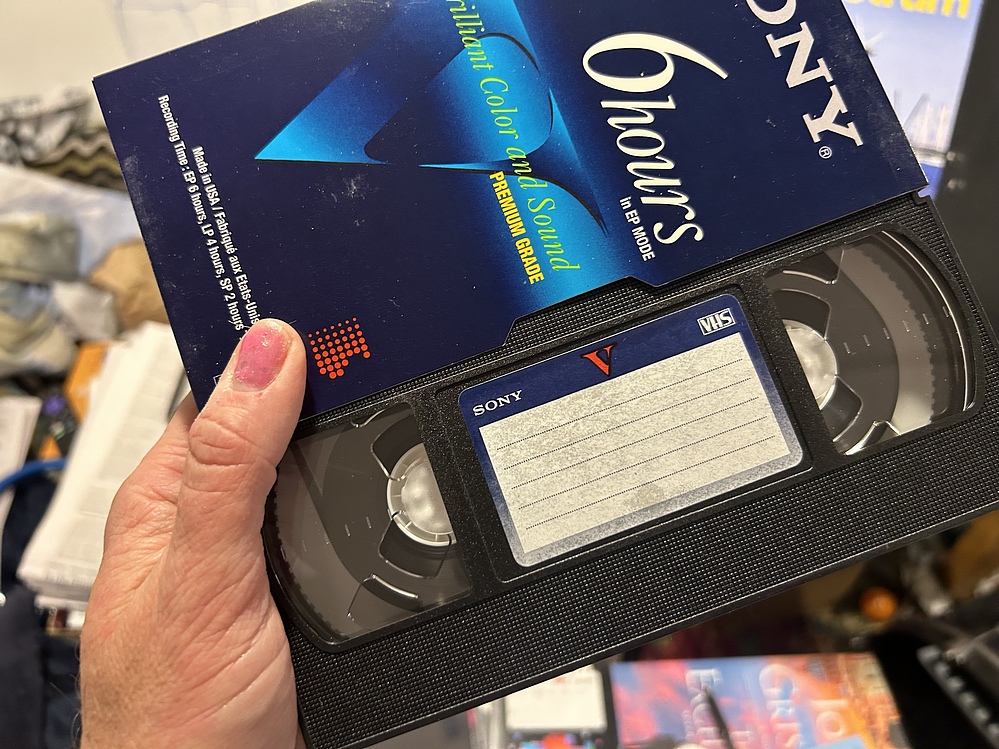 SONY®
6hours
in EP MODE
Brilliant Color and Sound
PREMIUM GRADE
Made in USA / Fabriqué aux Etats-Unis
Recording Time : EP 6 hours, LP 4 hours, SP 2 hours
SONY
V
VHS